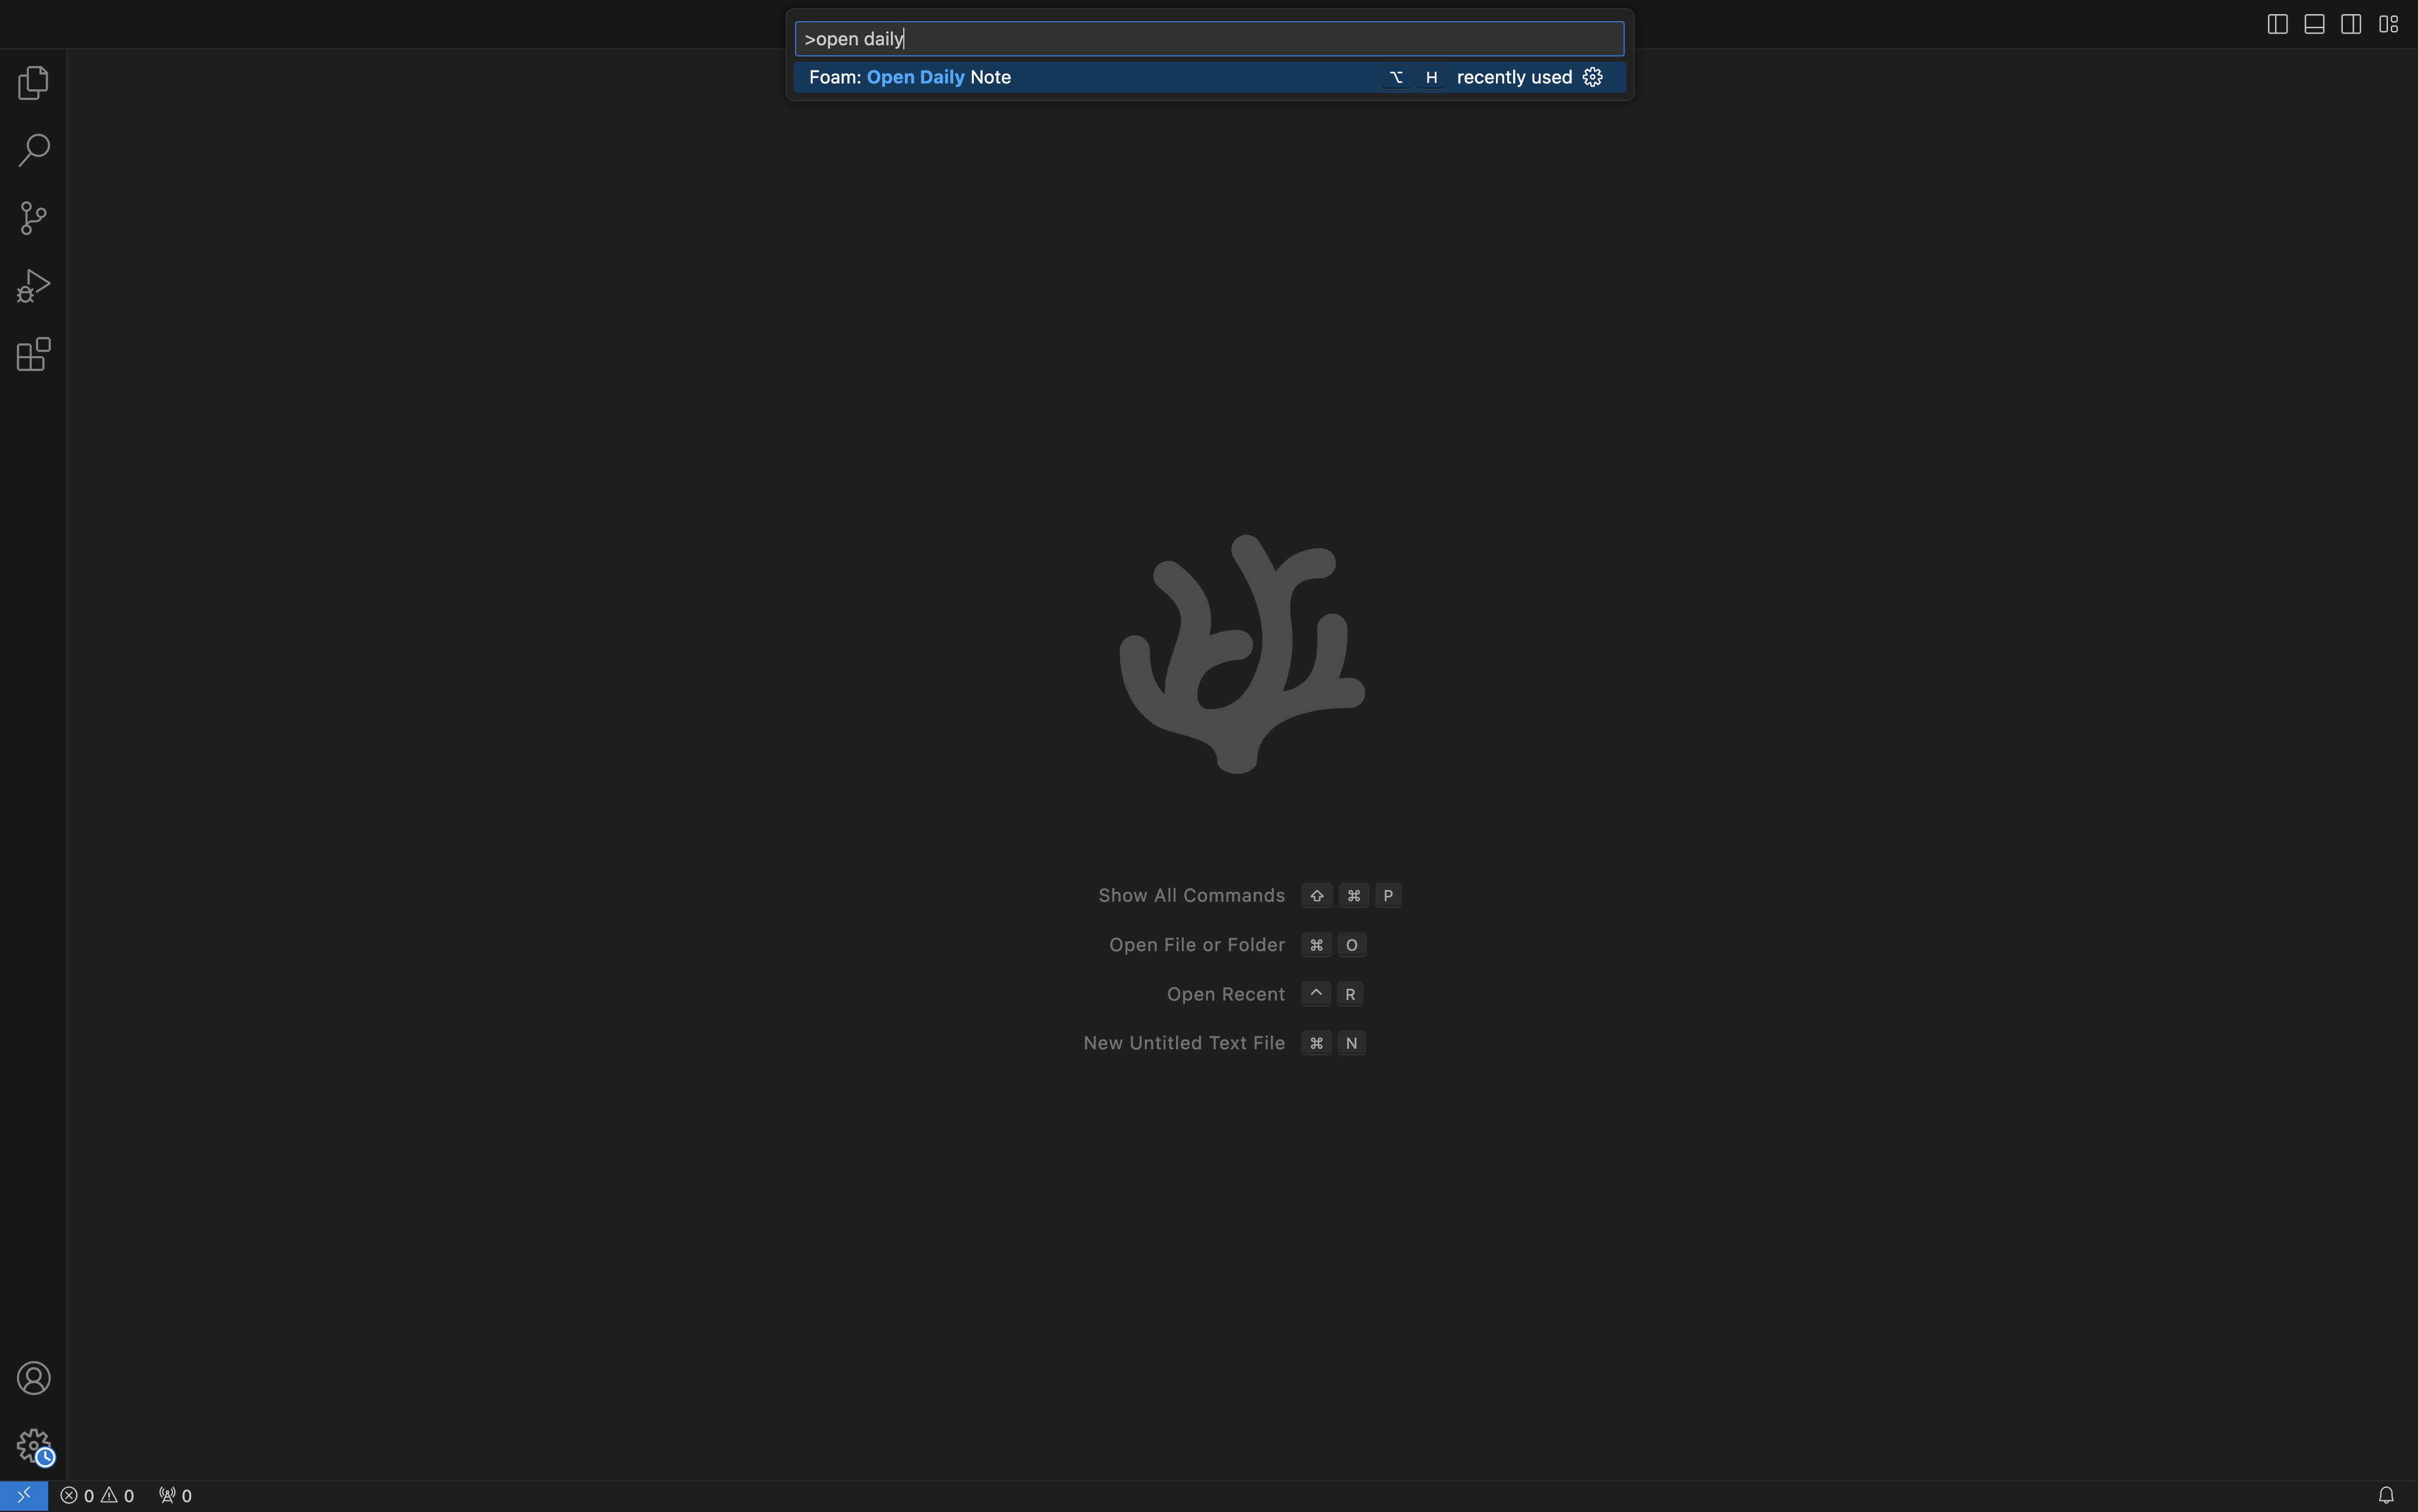 >open daily
Foam: Open Daily Note ⌥ H recently used
Show All Commands ⇧ ⌘ P
Open File or Folder ⌘ O
Open Recent ^ R
New Untitled Text File ⌘ N
0 0 0